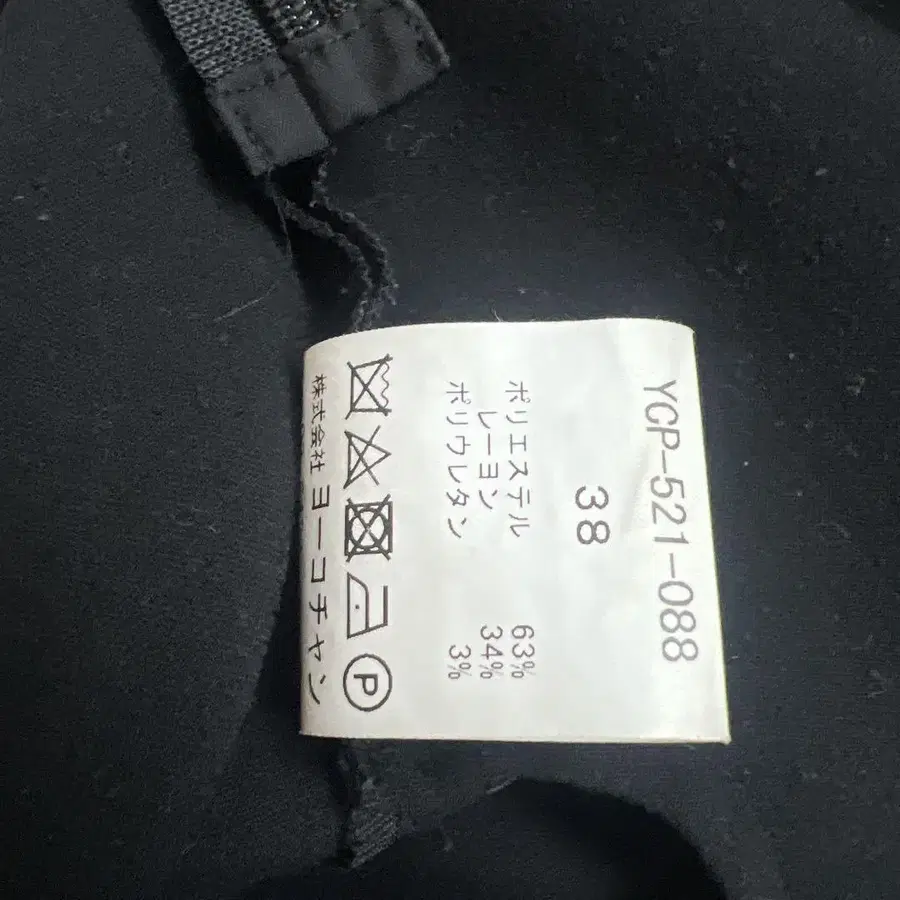 YCP-521-088
38
ポリエステル 63%
レーヨン 34%
ポリウレタン 3%
P
株式会社 ヨーコチャン